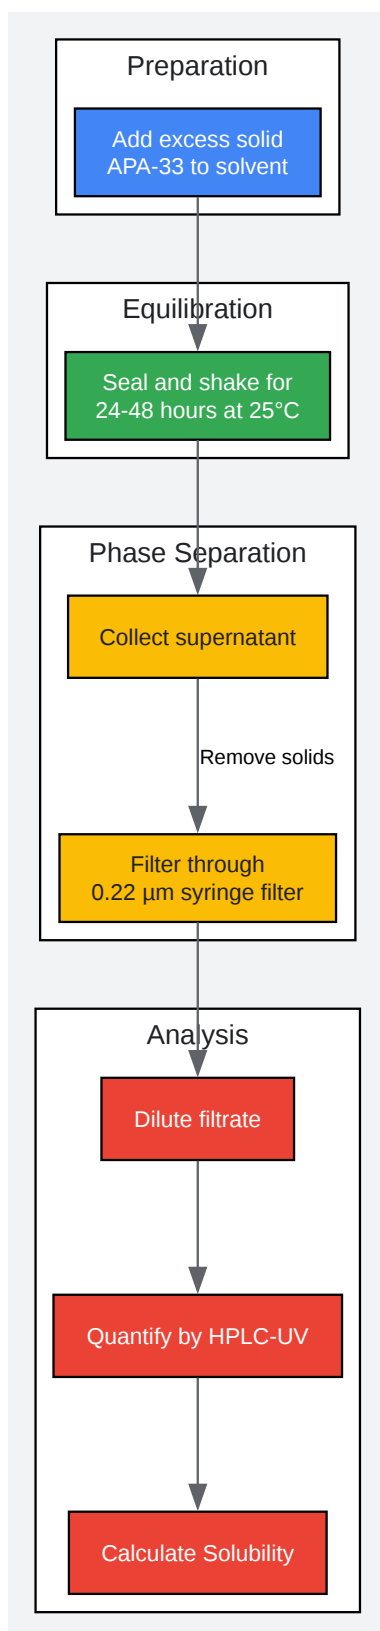 Preparation
Add excess solid
APA-33 to solvent
Equilibration
Seal and shake for
24-48 hours at 25°C
Phase Separation
Collect supernatant
Remove solids
Filter through
0.22 µm syringe filter
Analysis
Dilute filtrate
Quantify by HPLC-UV
Calculate Solubility